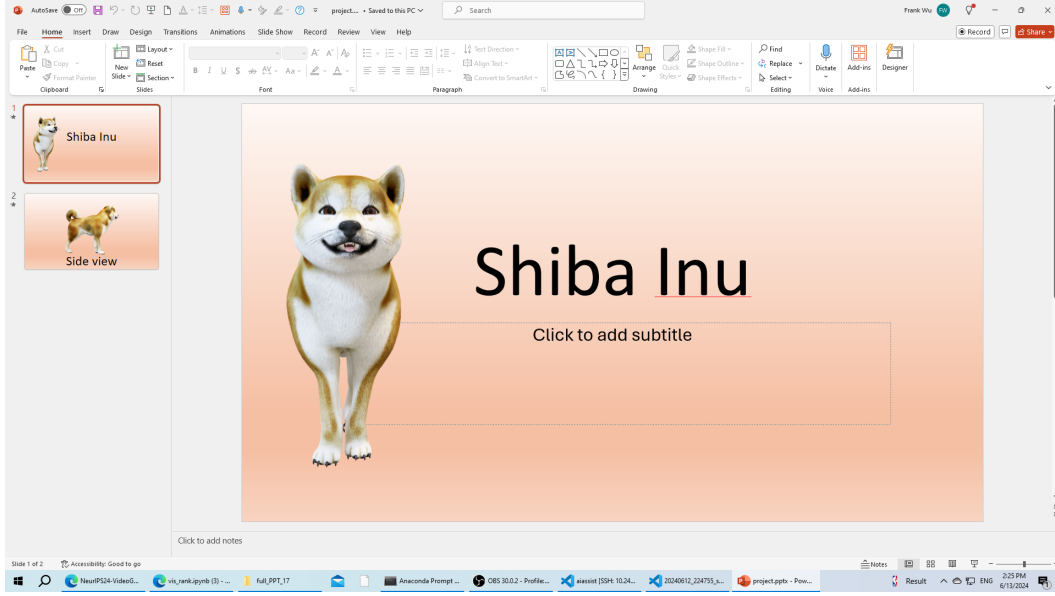 AutoSave Off project.... • Saved to this PC Search Frank Wu FW
File Home Insert Draw Design Transitions Animations Slide Show Record Review View Help Record Share
Paste Cut Copy Format Painter
Clipboard
New Slide Layout Reset Section
Slides
B I U S ab AV Aa A A
Font
Text Direction
Align Text
Convert to SmartArt
Paragraph
Arrange Quick Styles Shape Fill Shape Outline Shape Effects
Drawing
Find
Replace
Select
Editing
Dictate
Voice
Add-ins
Add-ins
Designer
1
Shiba Inu
2
Side view
Shiba Inu
Click to add subtitle
Click to add notes
Slide 1 of 2 Accessibility: Good to go Notes
NeurIPS24-VideoG... vis_rank.ipynb (3) - ... full_PPT_17 Anaconda Prompt ... OBS 30.0.2 - Profile:... aiassist [SSH: 10.24... 20240612_224755_s... project.pptx - Pow... Result ENG 2:25 PM
6/13/2024